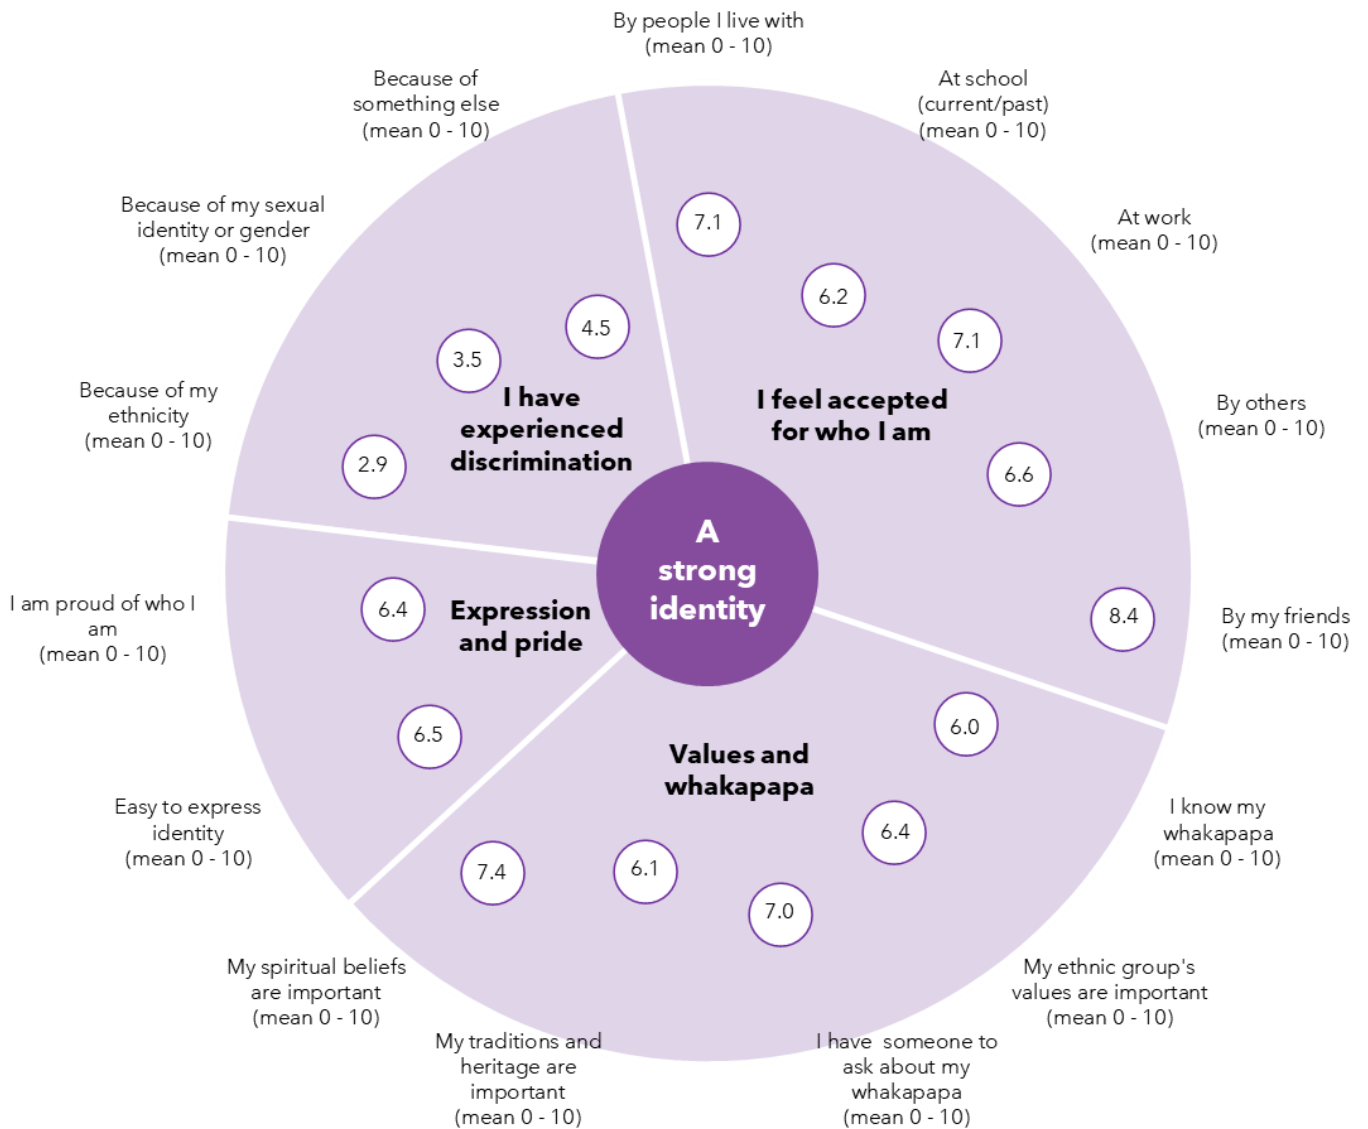 By people I live with
(mean 0 - 10)
At school
(current/past)
(mean 0 - 10)
At work
(mean 0 - 10)
By others
(mean 0 - 10)
By my friends
(mean 0 - 10)
I know my
whakapapa
(mean 0 - 10)
My ethnic group's
values are important
(mean 0 - 10)
I have someone to
ask about my
whakapapa
(mean 0 - 10)
My traditions and
heritage are
important
(mean 0 - 10)
My spiritual beliefs
are important
(mean 0 - 10)
Easy to express
identity
(mean 0 - 10)
I am proud of who I
am
(mean 0 - 10)
Because of my
ethnicity
(mean 0 - 10)
Because of my sexual
identity or gender
(mean 0 - 10)
Because of
something else
(mean 0 - 10)
I feel accepted
for who I am
7.1
6.2
7.1
6.6
8.4
Values and
whakapapa
6.0
6.4
7.0
6.1
7.4
Expression
and pride
6.5
6.4
I have
experienced
discrimination
2.9
3.5
4.5
A
strong
identity